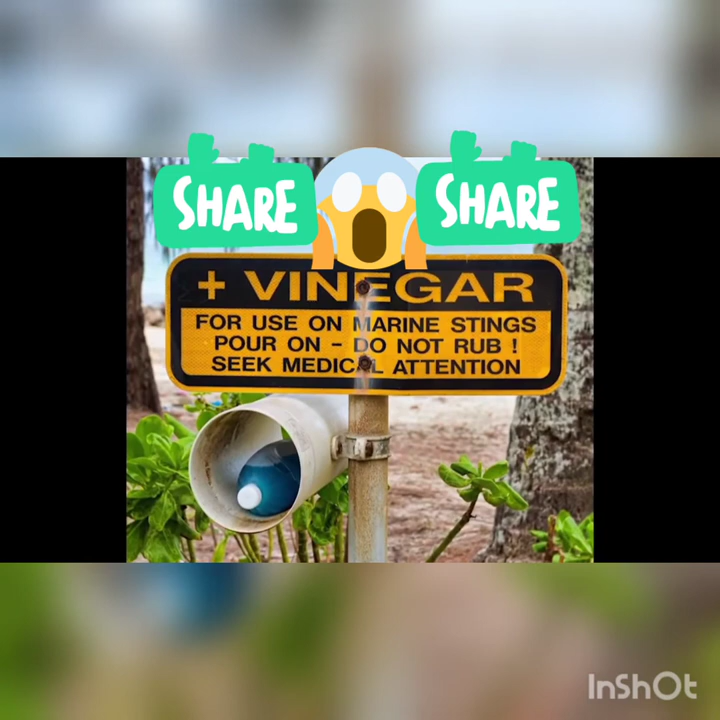 SHARE SHARE
+ VINEGAR
FOR USE ON MARINE STINGS
POUR ON - DO NOT RUB !
SEEK MEDICAL ATTENTION
InShOt